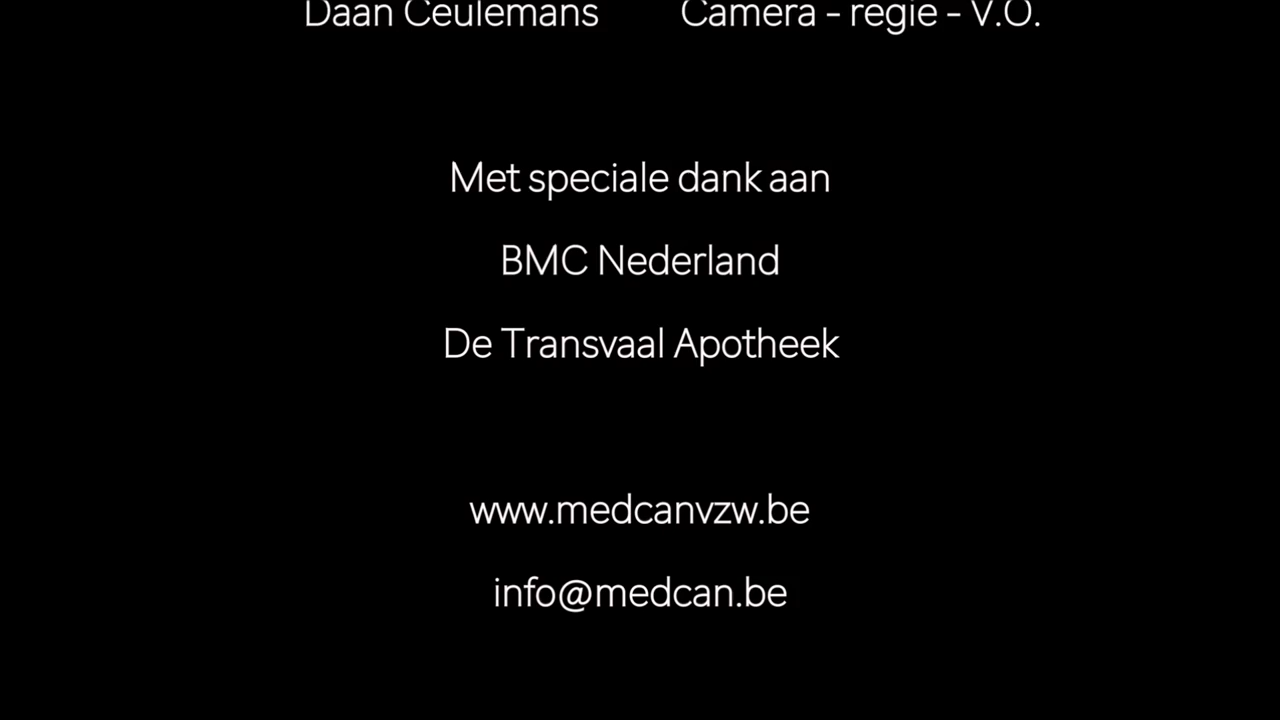 Daan Ceulemans Camera - regie - V.O.
Met speciale dank aan
BMC Nederland
De Transvaal Apotheek
www.medcanvzw.be
info@medcan.be